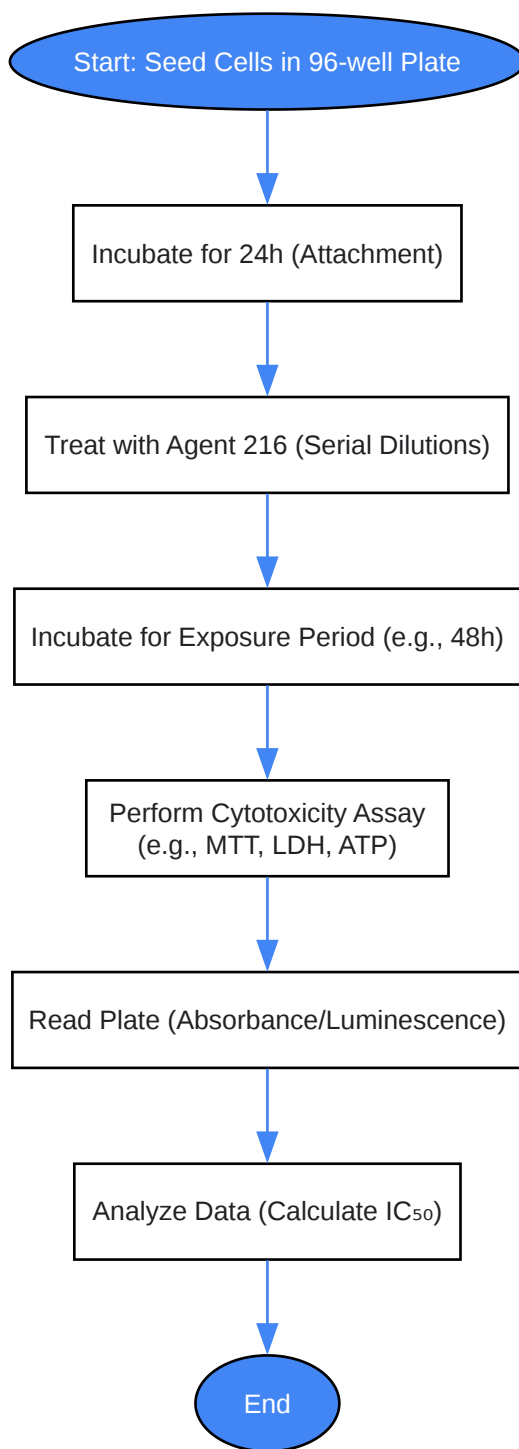 Start: Seed Cells in 96-well Plate
Incubate for 24h (Attachment)
Treat with Agent 216 (Serial Dilutions)
Incubate for Exposure Period (e.g., 48h)
Perform Cytotoxicity Assay
(e.g., MTT, LDH, ATP)
Read Plate (Absorbance/Luminescence)
Analyze Data (Calculate IC₅₀)
End